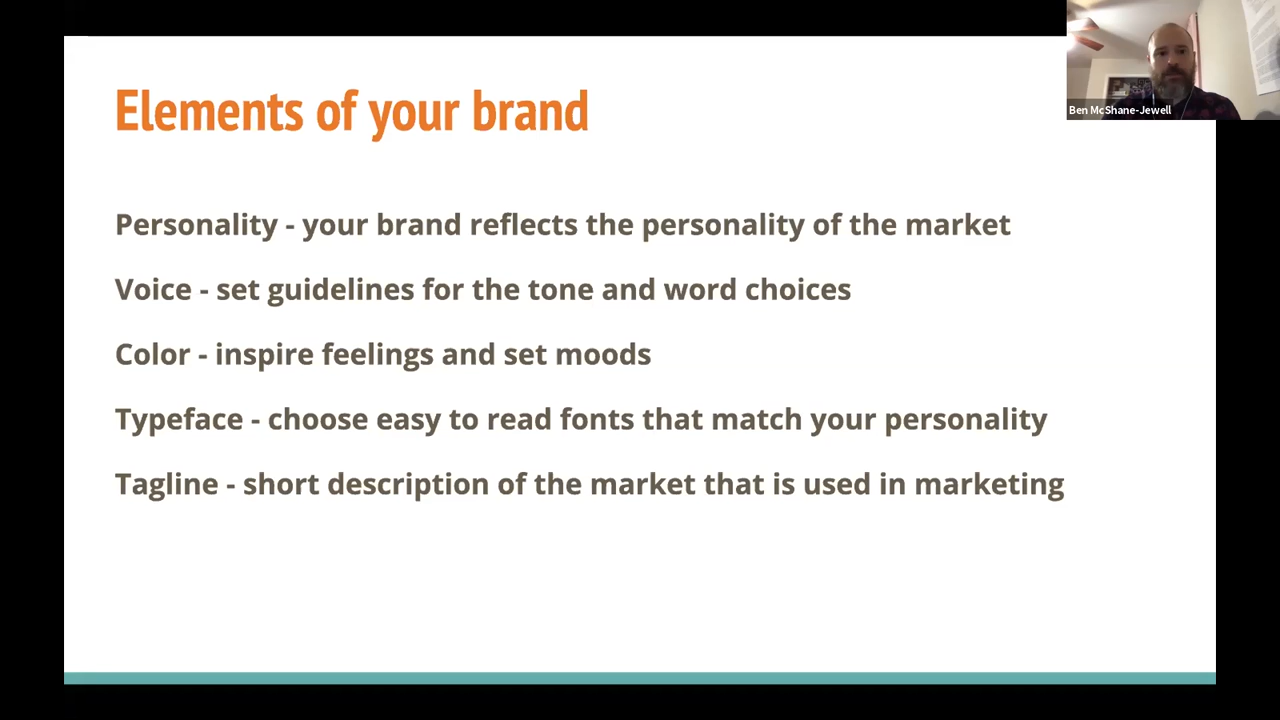 Elements of your brand
Ben McShane-Jewell
Personality - your brand reflects the personality of the market
Voice - set guidelines for the tone and word choices
Color - inspire feelings and set moods
Typeface - choose easy to read fonts that match your personality
Tagline - short description of the market that is used in marketing